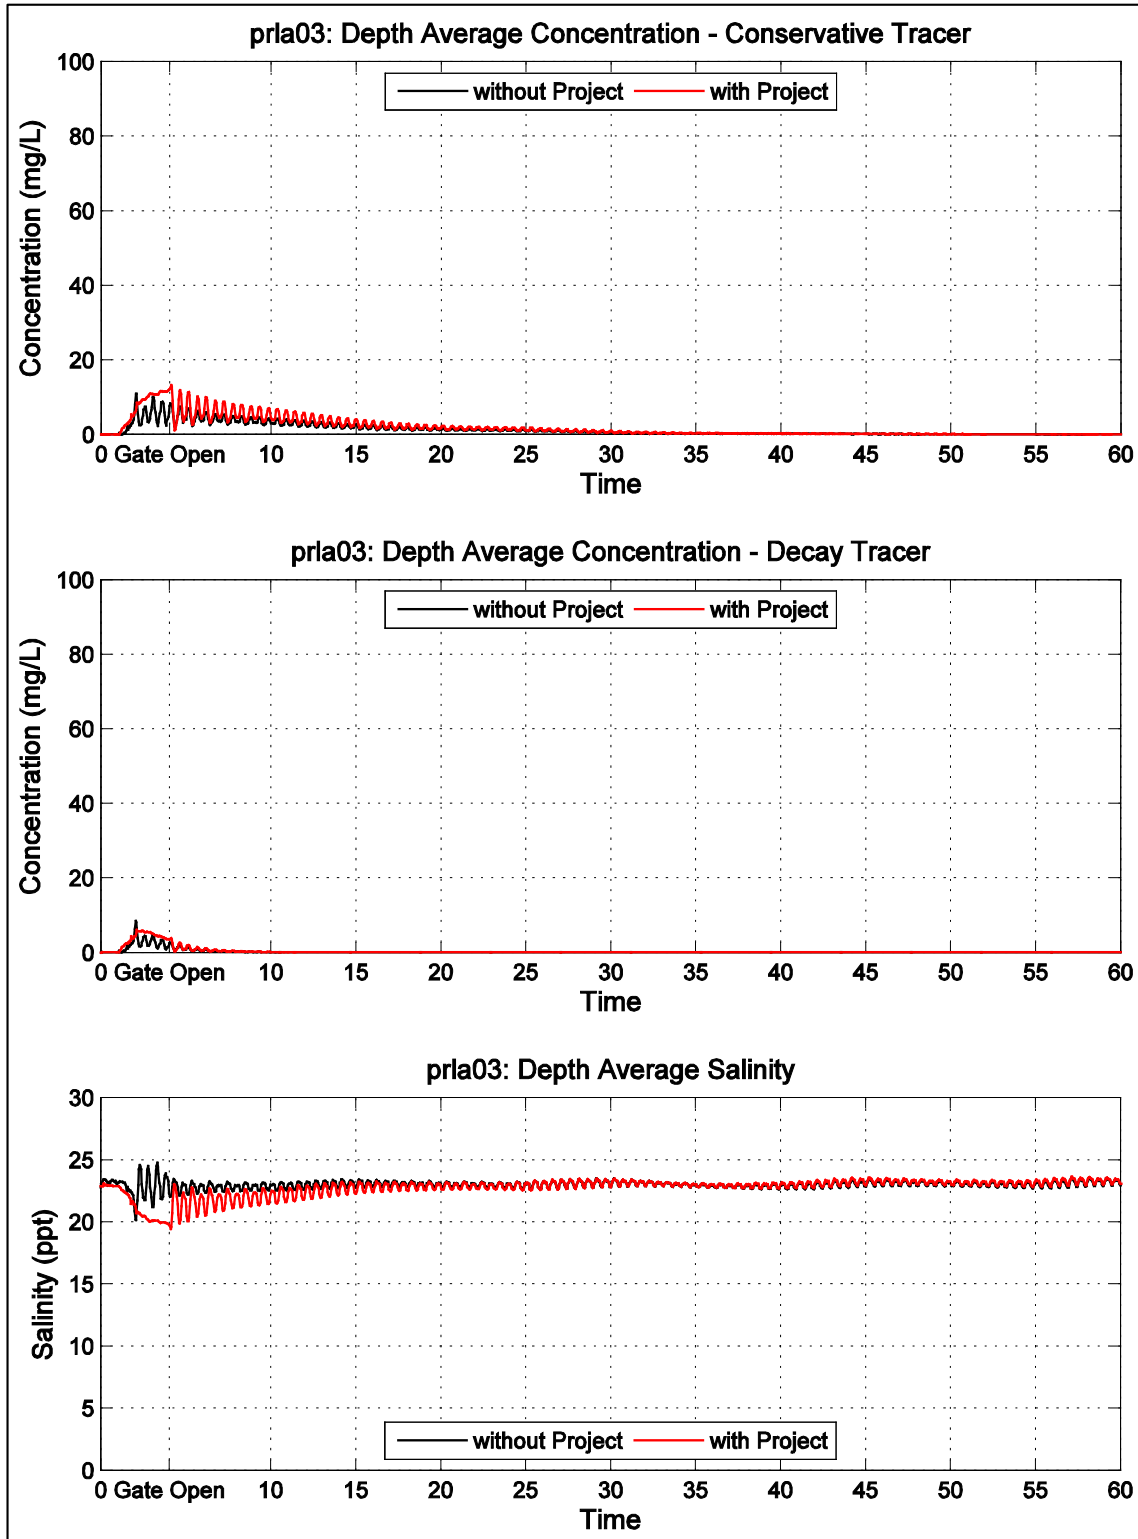 prla03: Depth Average Concentration - Conservative Tracer
without Project with Project
100
80
60
40
20
0
Concentration (mg/L)
0 Gate Open 10 15 20 25 30 35 40 45 50 55 60
Time
prla03: Depth Average Concentration - Decay Tracer
without Project with Project
100
80
60
40
20
0
Concentration (mg/L)
0 Gate Open 10 15 20 25 30 35 40 45 50 55 60
Time
prla03: Depth Average Salinity
30
25
20
15
10
5
0
Salinity (ppt)
without Project with Project
0 Gate Open 10 15 20 25 30 35 40 45 50 55 60
Time